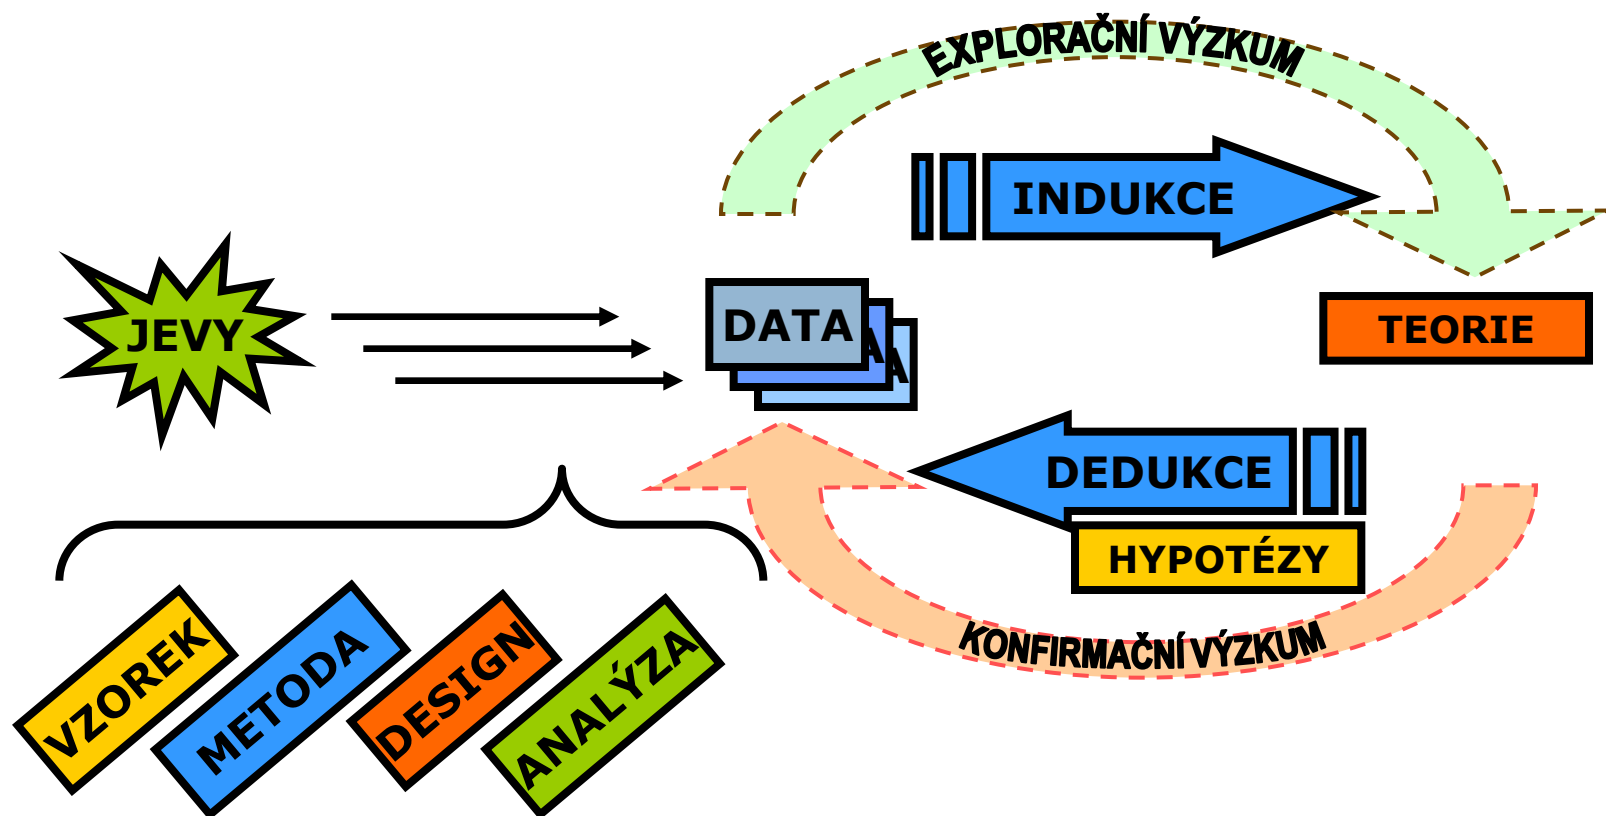 EXPLORAČNÍ VÝZKUM
INDUKCE
JEVY
DATA
A
A
TEORIE
DEDUKCE
HYPOTÉZY
KONFIRMAČNÍ VÝZKUM
VZOREK
METODA
DESIGN
ANALÝZA